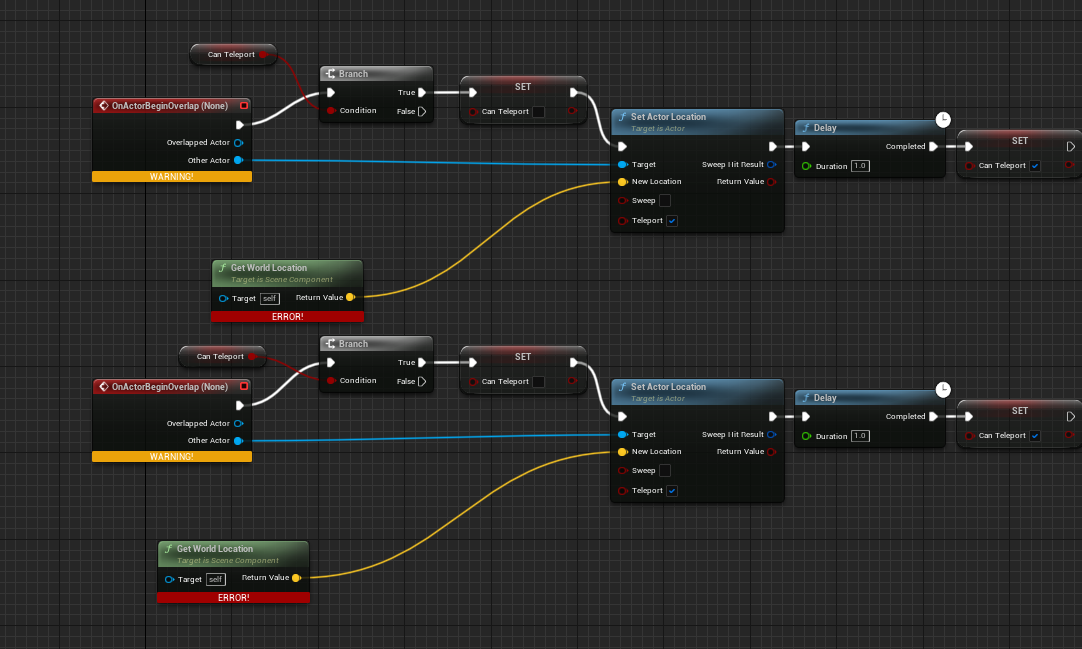 Can Teleport
Branch
True
Condition
False
SET
Can Teleport
OnActorBeginOverlap (None)
Overlapped Actor
Other Actor
WARNING!
Set Actor Location
Target is Actor
Target
Sweep Hit Result
New Location
Return Value
Sweep
Teleport
Delay
Completed
Duration 1.0
SET
Can Teleport
Get World Location
Target is Scene Component
Target self
Return Value
ERROR!
Can Teleport
Branch
True
Condition
False
SET
Can Teleport
OnActorBeginOverlap (None)
Overlapped Actor
Other Actor
WARNING!
Set Actor Location
Target is Actor
Target
Sweep Hit Result
New Location
Return Value
Sweep
Teleport
Delay
Completed
Duration 1.0
SET
Can Teleport
Get World Location
Target is Scene Component
Target self
Return Value
ERROR!